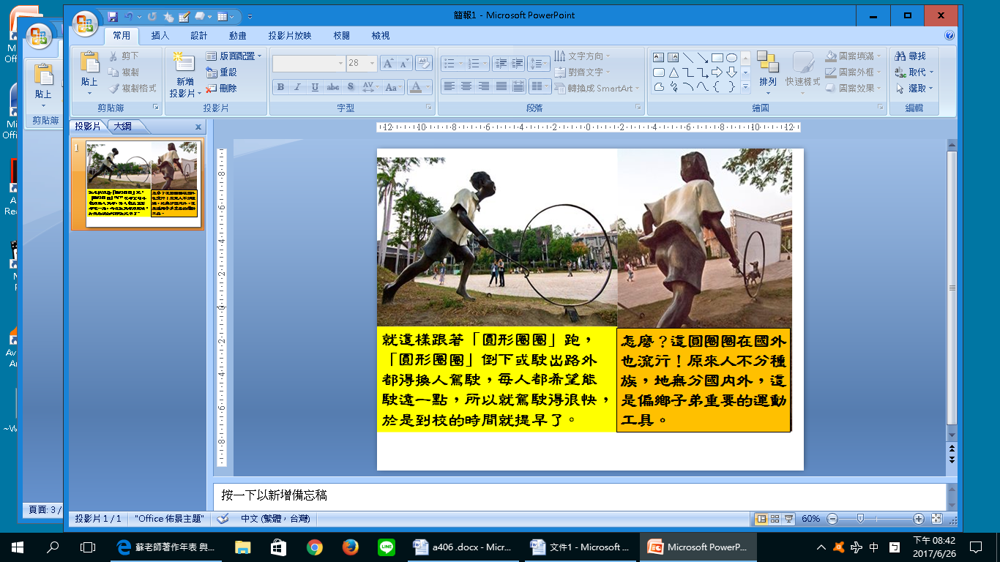 簡報1 - Microsoft PowerPoint
常用 插入 設計 動畫 投影片放映 校閱 檢視
貼上
剪下
複製
複製格式
剪貼簿
新增
投影片
版面配置
重設
刪除
投影片
28
B I U abc S AV Aa A
字型
文字方向
對齊文字
轉換成 SmartArt
段落
排列
快速樣式
圖案填滿
圖案外框
圖案效果
繪圖
尋找
取代
選取
編輯
貼上
剪貼簿
投影片 大綱
1
就這樣跟著「圓形圈圈」跑，
「圓形圈圈」倒下或駛出路外
都得換人駕駛，每人都希望能
駛遠一點，所以就駕駛得很快，
於是到校的時間就提早了。
怎麼？這圓圈圈在國外
也流行！原來人不分種
族，地無分國內外，這
是偏鄉子弟重要的運動
工具。
按一下以新增備忘稿
頁面: 3 /
投影片 1 / 1 "Office 佈景主題" 中文 (繁體，台灣) 60%
蘇老師著作年表 與...
a406.docx - Micr...
文件1 - Microsoft ...
Microsoft PowerP...
中
下午 08:42
2017/6/26